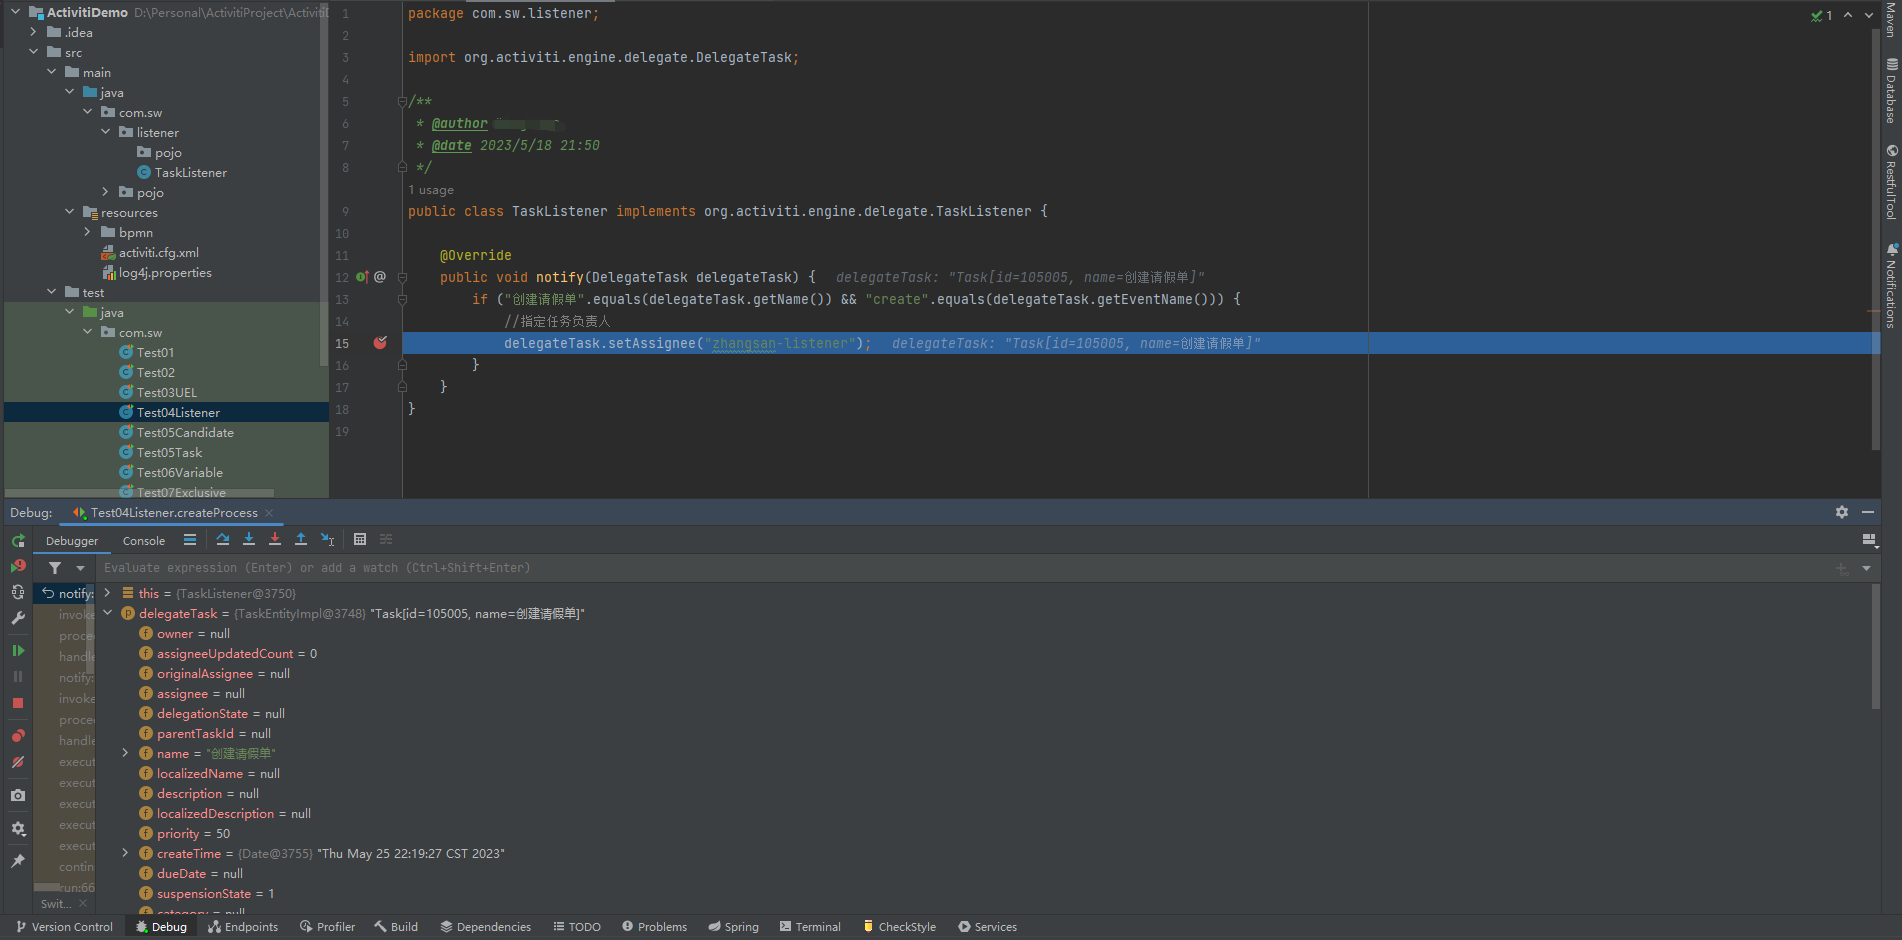 ActivitiDemo D:\Personal\ActivitiProject\Activiti
.idea
src
main
java
com.sw
listener
pojo
TaskListener
pojo
resources
bpmn
activiti.cfg.xml
log4j.properties
test
java
com.sw
Test01
Test02
Test03UEL
Test04Listener
Test05Candidate
Test05Task
Test06Variable
Test07Exclusive
1 package com.sw.listener;
2
3 import org.activiti.engine.delegate.DelegateTask;
4
5 /**
6 * @author
7 * @date 2023/5/18 21:50
8 */
1 usage
9 public class TaskListener implements org.activiti.engine.delegate.TaskListener {
10
11 @Override
12 public void notify(DelegateTask delegateTask) { delegateTask: "Task[id=105005, name=创建请假单]"
13 if ("创建请假单".equals(delegateTask.getName()) && "create".equals(delegateTask.getEventName())) {
14 //指定任务负责人
15 delegateTask.setAssignee("zhangsan-listener"); delegateTask: "Task[id=105005, name=创建请假单]"
16 }
17 }
18 }
19
1
Maven
Database
RestfulTool
Notifications
Debug: Test04Listener.createProcess
Debugger Console
Evaluate expression (Enter) or add a watch (Ctrl+Shift+Enter)
notify:
invoke
proce
handle
notify:
invoke
proce
handle
execut
execut
execut
execut
execut
contin
run:66
Swit...
this = {TaskListener@3750}
delegateTask = {TaskEntityImpl@3748} "Task[id=105005, name=创建请假单]"
owner = null
assigneeUpdatedCount = 0
originalAssignee = null
assignee = null
delegationState = null
parentTaskId = null
name = "创建请假单"
localizedName = null
description = null
localizedDescription = null
priority = 50
createTime = {Date@3755} "Thu May 25 22:19:27 CST 2023"
dueDate = null
suspensionState = 1
category = null
Version Control Debug Endpoints Profiler Build Dependencies TODO Problems Spring Terminal CheckStyle Services